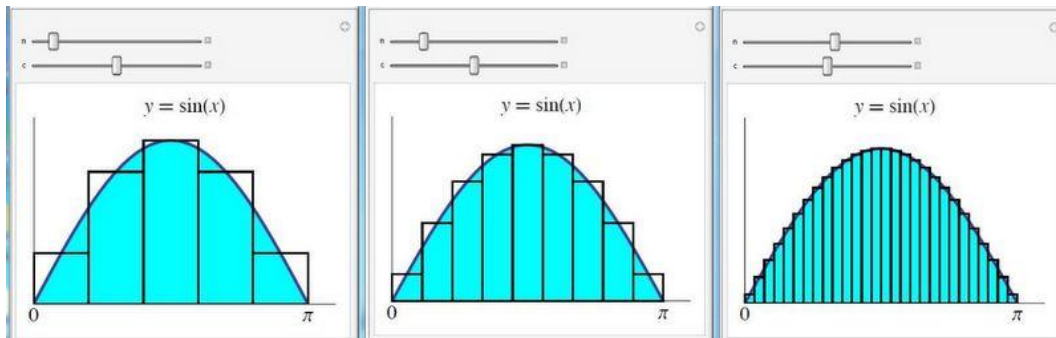 n
c
y = sin(x)
0
π
n
c
y = sin(x)
0
π
n
c
y = sin(x)
0
π